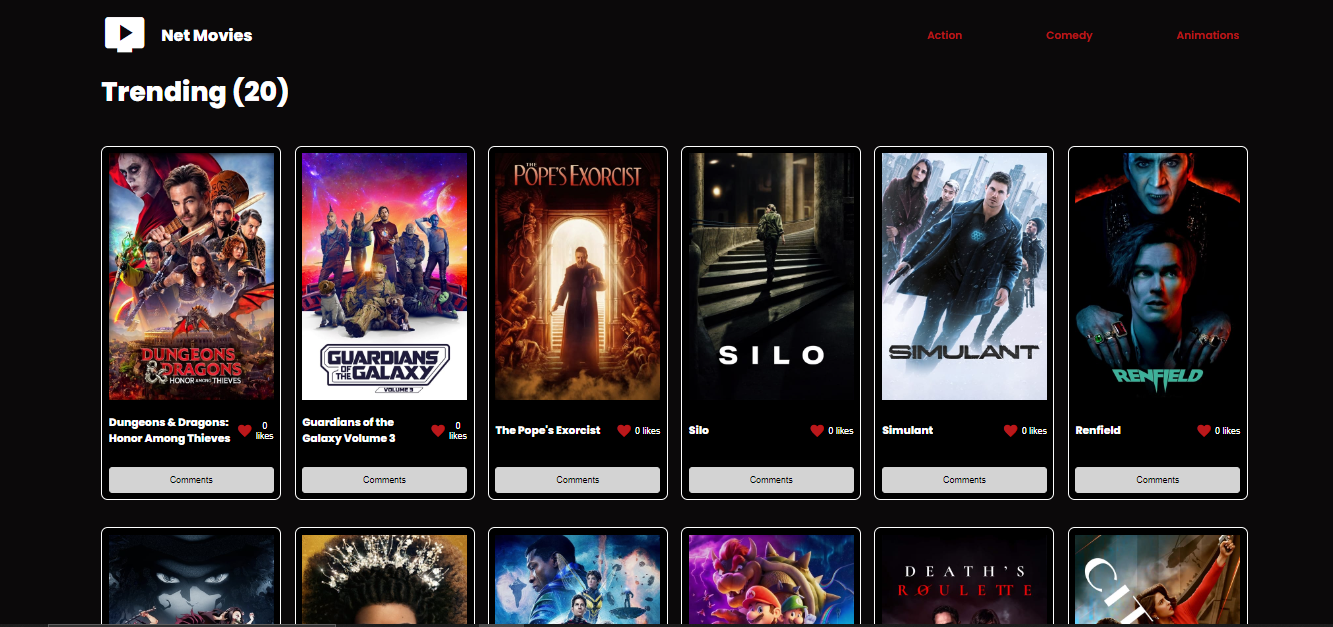 Net Movies
Action
Comedy
Animations
Trending (20)
DUNGEONS
& DRAGONS
HONOR AMONG THIEVES
GUARDIANS
OF THE GALAXY
VOLUME 3
THE
POPE'S EXORCIST
SILO
SIMULANT
RENFIELD
Dungeons & Dragons:
Honor Among Thieves
0
likes
Guardians of the
Galaxy Volume 3
0
likes
The Pope's Exorcist
0 likes
Silo
0 likes
Simulant
0 likes
Renfield
0 likes
Comments
Comments
Comments
Comments
Comments
Comments
DEATH'S
ROULETTE
CIT